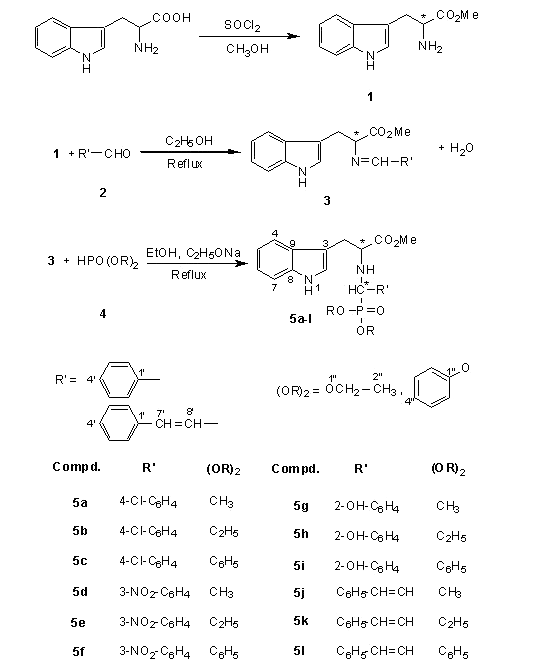 COOH
NH2
N
H
SOCl2
CH3OH
*
COOMe
NH2
N
H
1
1 + R'—CHO
2
C2H5OH
Reflux
*
CO2Me
N=CH
R'
N
H
3
+ H2O
3 + HPO(OR)2
4
EtOH, C2H5ONa
Reflux
4
9
3
7
8
N
H
1
*
CO2Me
NH
*
HC—R'
RO—P=O
OR
5a-l
R' = 4' 1'
4' 1' 7' 8'
CH=CH
(OR)2 = OCH2—CH3 ,
1" 2"
1" O
4"
Compd. R' (OR)2 Compd. R' (OR)2
5a 4-Cl-C6H4 CH3 5g 2-OH-C6H4 CH3
5b 4-Cl-C6H4 C2H5 5h 2-OH-C6H4 C2H5
5c 4-Cl-C6H4 C6H5 5i 2-OH-C6H4 C6H5
5d 3-NO2-C6H4 CH3 5j C6H5-CH=CH CH3
5e 3-NO2-C6H4 C2H5 5k C6H5-CH=CH C2H5
5f 3-NO2-C6H4 C6H5 5l C6H5-CH=CH C6H5